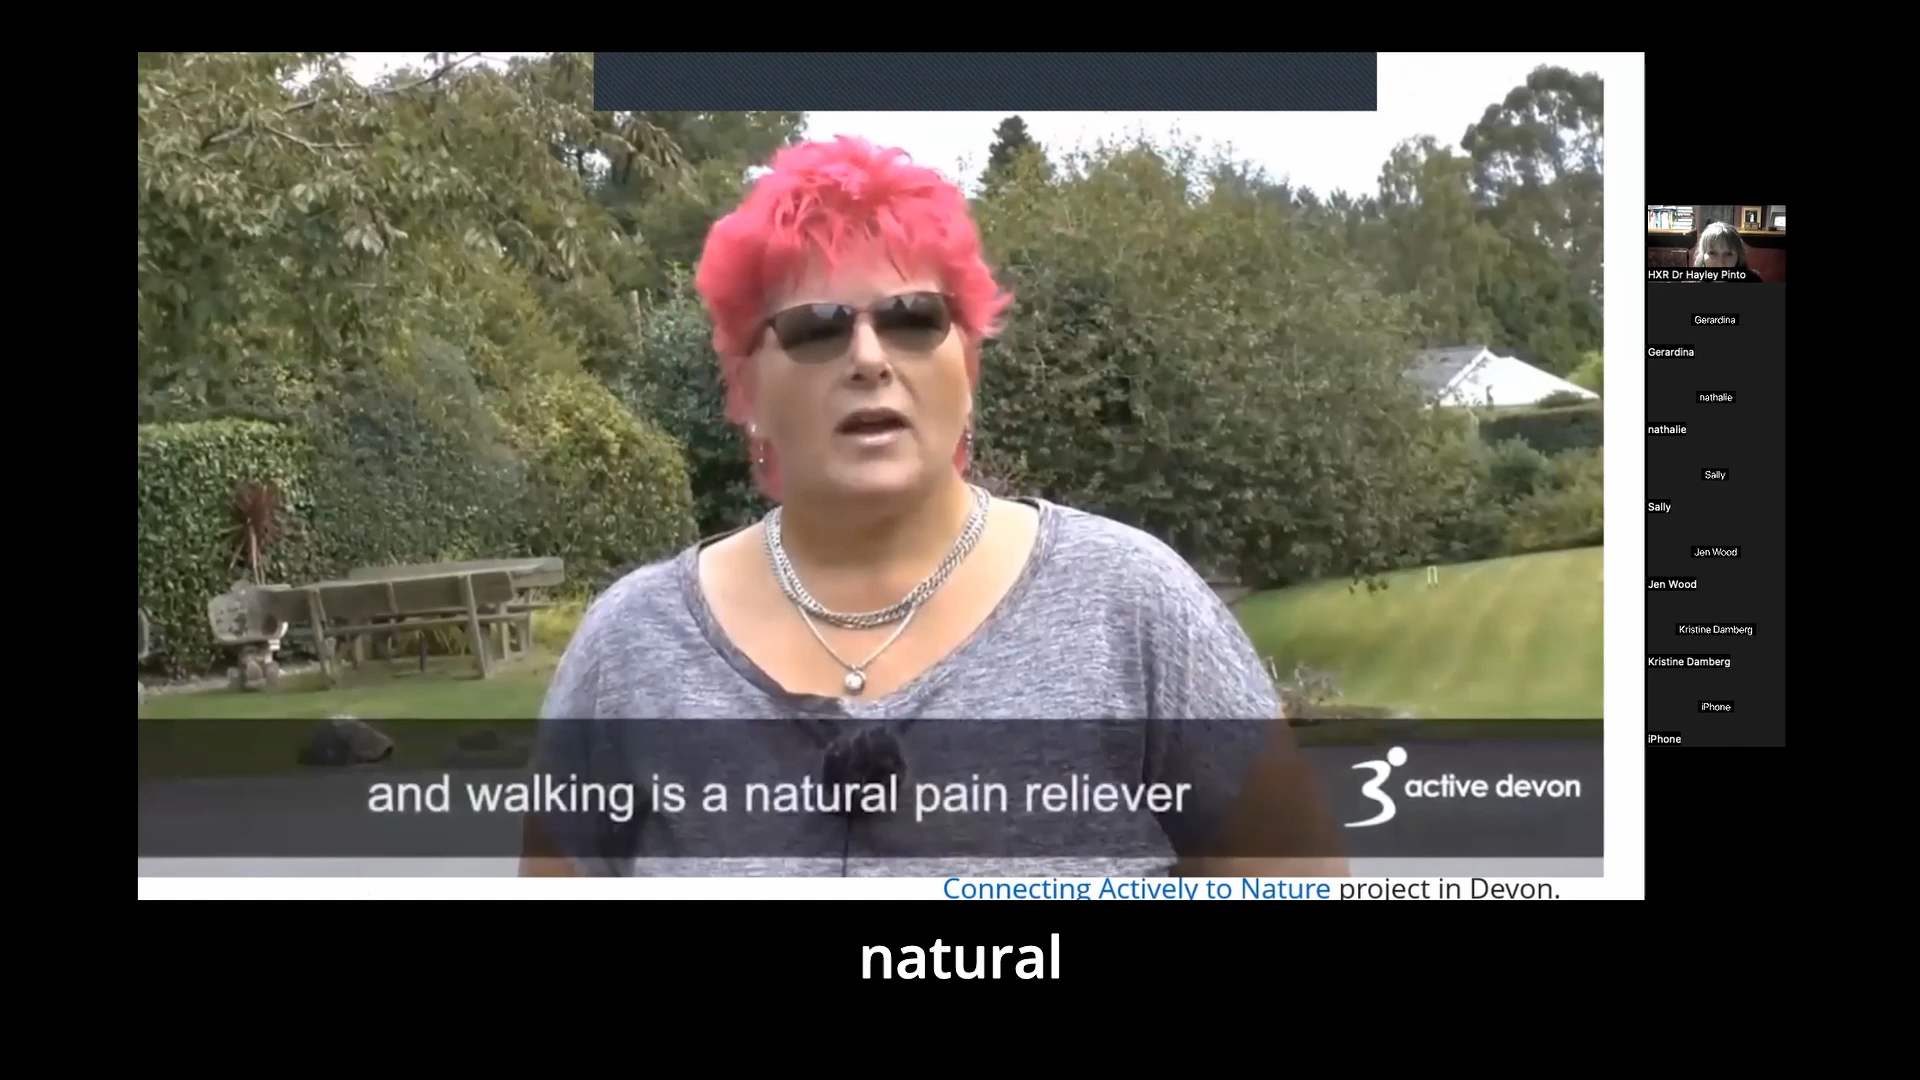 HXR Dr Hayley Pinto
Gerardina
Gerardina
nathalie
nathalie
Sally
Sally
Jen Wood
Jen Wood
Kristine Damberg
Kristine Damberg
iPhone
iPhone
and walking is a natural pain reliever
active devon
Connecting Actively to Nature project in Devon.
natural